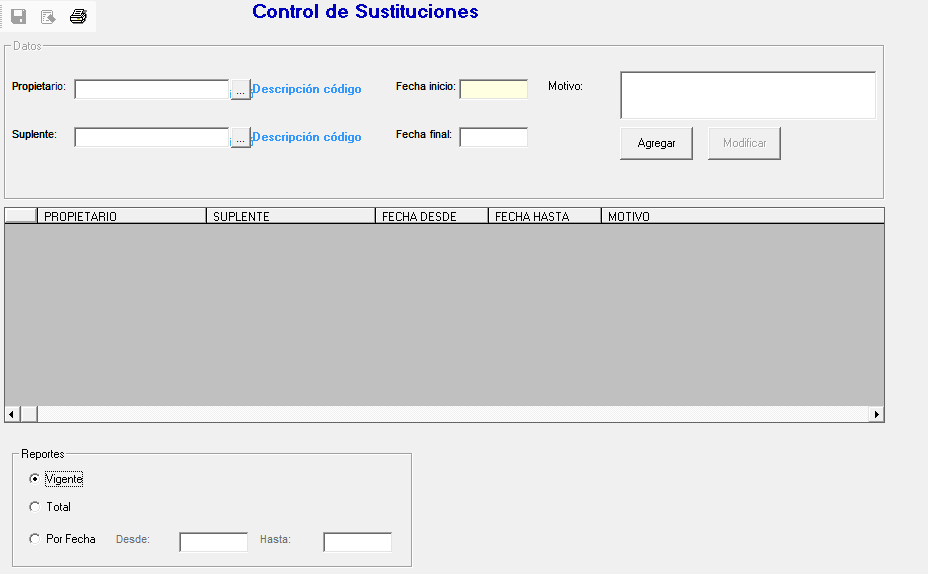 Control de Sustituciones
Datos
Propietario: ... Descripción código Fecha inicio: Motivo:
Suplente: ... Descripción código Fecha final:
Agregar Modificar
PROPIETARIO SUPLENTE FECHA DESDE FECHA HASTA MOTIVO
Reportes
Vigente
Total
Por Fecha Desde: Hasta: